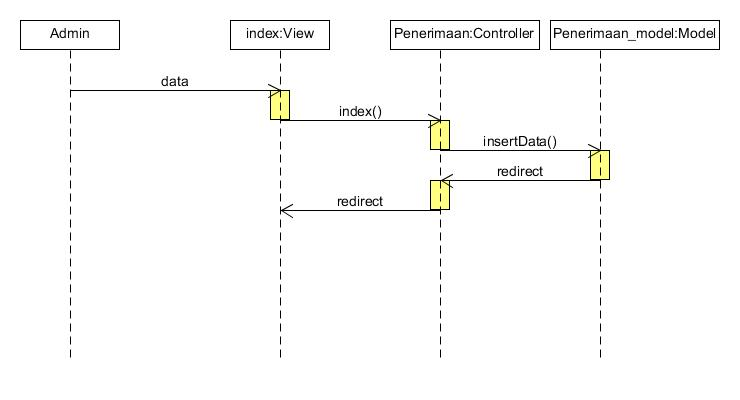 Admin
index:View
Penerimaan:Controller
Penerimaan_model:Model
data
index()
insertData()
redirect
redirect